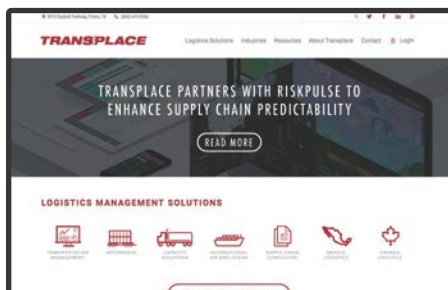 TRANSPLACE
Logistics Solutions Industries Resources About Transplace Contact Login
TRANSPLACE PARTNERS WITH RISKPULSE TO
ENHANCE SUPPLY CHAIN PREDICTABILITY
READ MORE
LOGISTICS MANAGEMENT SOLUTIONS
TRANSPORTATION INTERMODAL CAPACITY INTERNATIONAL SUPPLY CHAIN MEXICO CANADA
MANAGEMENT SOLUTIONS AIR AND OCEAN CONSULTING LOGISTICS LOGISTICS